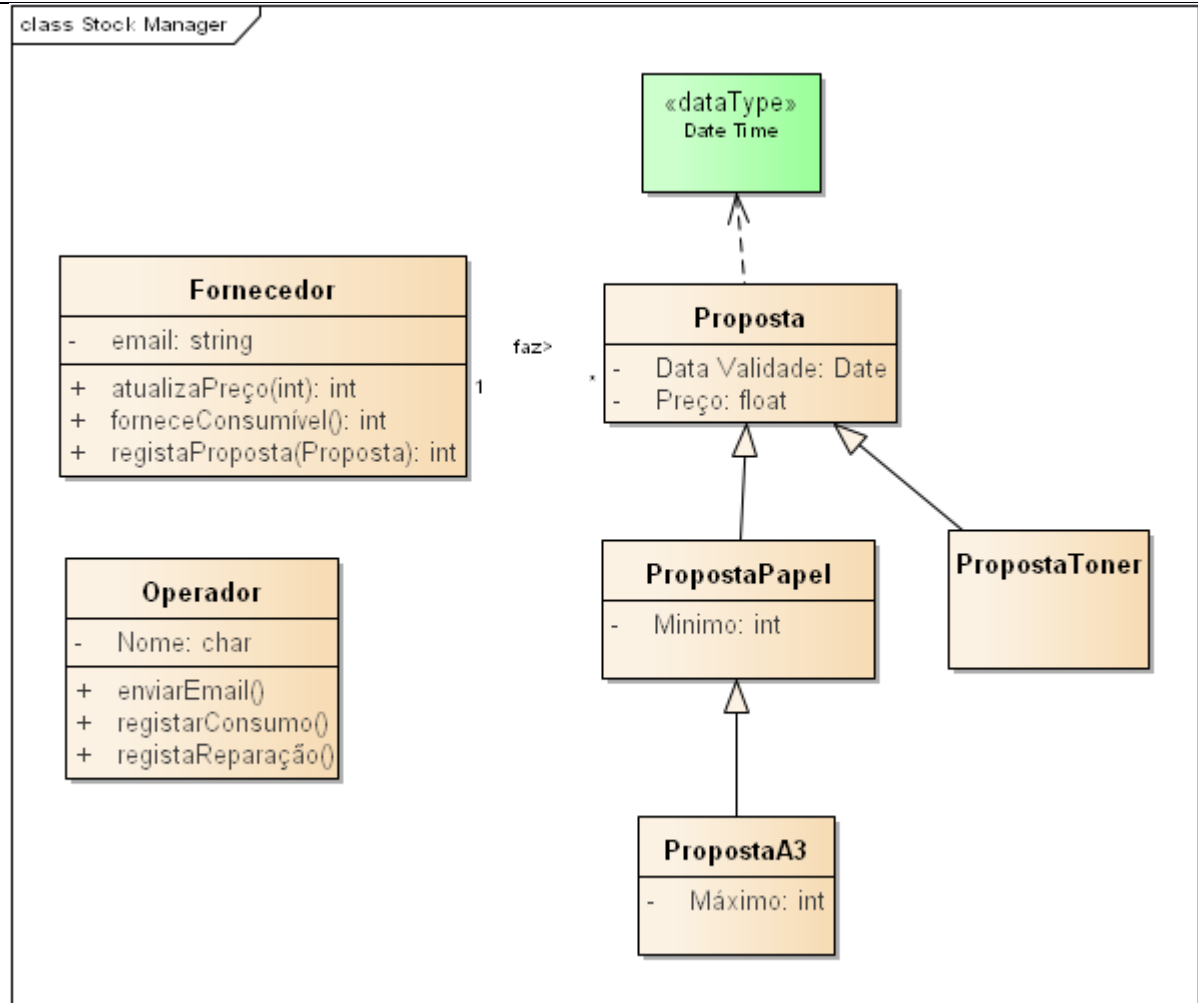 class Stock Manager
«dataType»
Date Time
Fornecedor
- email: string
+ atualizaPreço(int): int
+ forneceConsumível(): int
+ registaProposta(Proposta): int
faz>
1
*
Proposta
- Data Validade: Date
- Preço: float
Operador
- Nome: char
+ enviarEmail()
+ registarConsumo()
+ registaReparação()
PropostaPapel
- Minimo: int
PropostaToner
PropostaA3
- Máximo: int